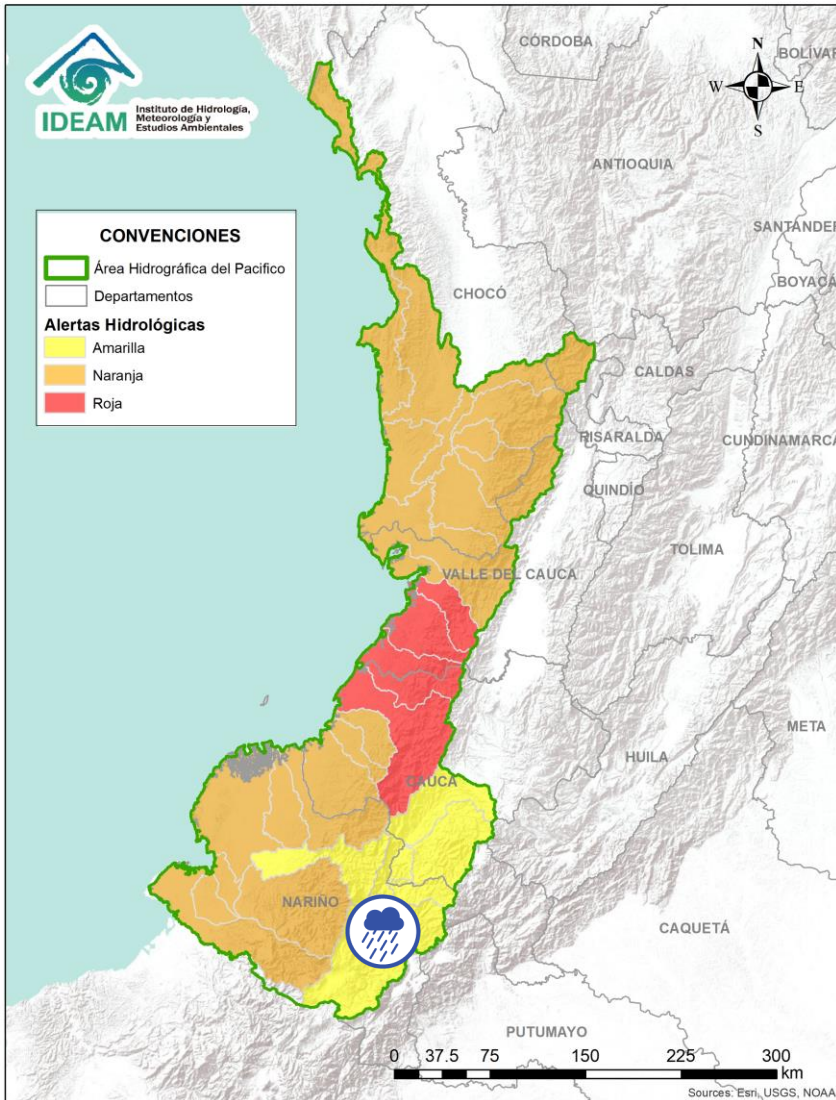 IDEAM
Instituto de Hidrología,
Meteorología y
Estudios Ambientales
N
W E
S
CONVENCIONES
Área Hidrográfica del Pacifico
Departamentos
Alertas Hidrológicas
Amarilla
Naranja
Roja
CÓRDOBA
BOLÍVAR
ANTIOQUIA
SANTANDER
BOYACÁ
CHOCÓ
CALDAS
RISARALDA
CUNDINAMARCA
QUINDÍO
TOLIMA
VALLE DEL CAUCA
META
HUILA
CAUCA
NARIÑO
CAQUETÁ
PUTUMAYO
0 37.5 75 150 225 300
km
Sources: Esri, USGS, NOAA